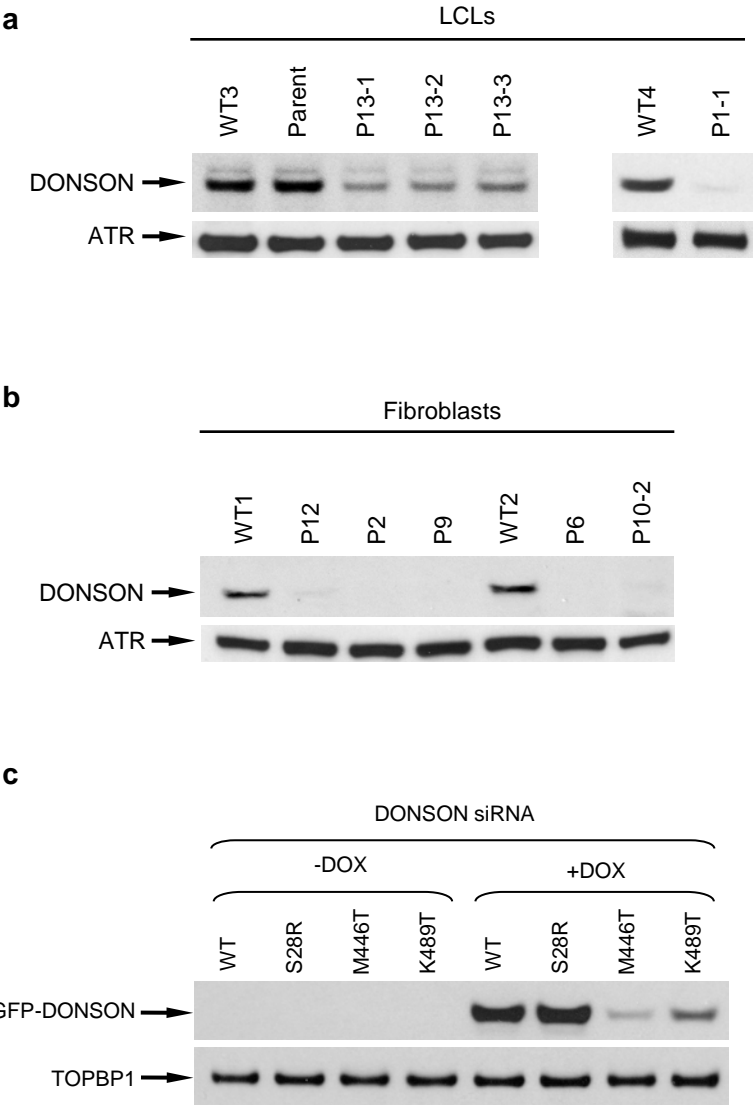 a
LCLs
WT3 Parent P13-1 P13-2 P13-3 WT4 P1-1
DONSON
ATR
b
Fibroblasts
WT1 P12 P2 P9 WT2 P6 P10-2
DONSON
ATR
c
DONSON siRNA
-DOX +DOX
WT S28R M446T K489T WT S28R M446T K489T
GFP-DONSON
TOPBP1